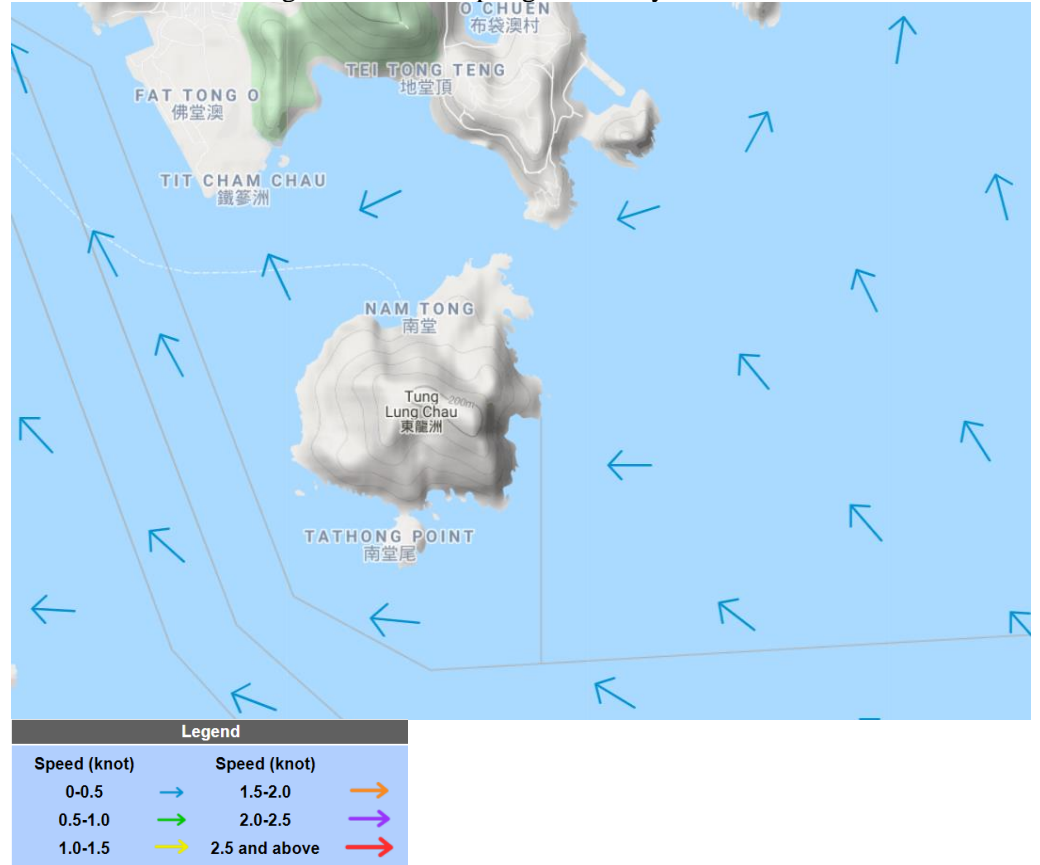 O CHUEN
布袋澳村
TEI TONG TENG
地堂頂
FAT TONG O
佛堂澳
TIT CHAM CHAU
鐵篸洲
NAM TONG
南堂
200m
Tung
Lung Chau
東龍洲
TATHONG POINT
南堂尾
Legend
Speed (knot) Speed (knot)
0-0.5 1.5-2.0
0.5-1.0 2.0-2.5
1.0-1.5 2.5 and above